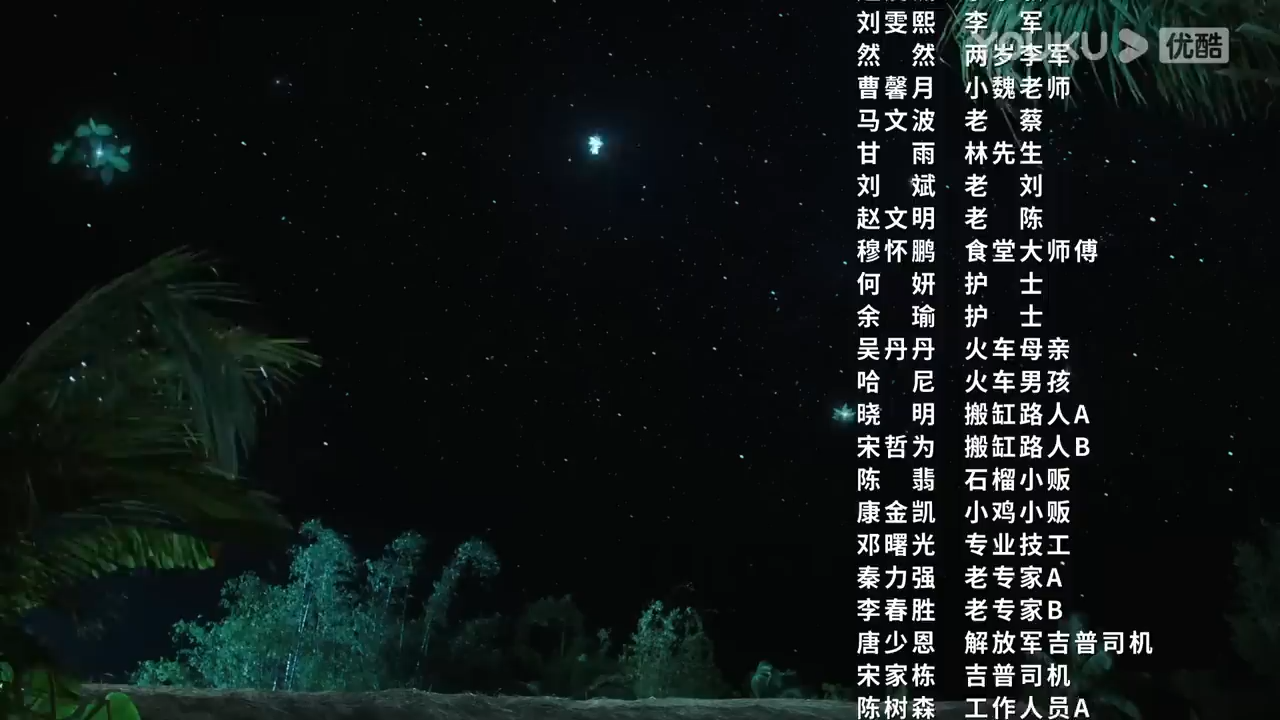 YOUKU 优酷
刘雯熙 李 军
然 然 两岁李军
曹馨月 小魏老师
马文波 老 蔡
甘 雨 林先生
刘 斌 老 刘
赵文明 老 陈
穆怀鹏 食堂大师傅
何 妍 护 士
余 瑜 护 士
吴丹丹 火车母亲
哈 尼 火车男孩
晓 明 搬缸路人A
宋哲为 搬缸路人B
陈 翡 石榴小贩
康金凯 小鸡小贩
邓曙光 专业技工
秦力强 老专家A
李春胜 老专家B
唐少恩 解放军吉普司机
宋家栋 吉普司机
陈树森 工作人员A